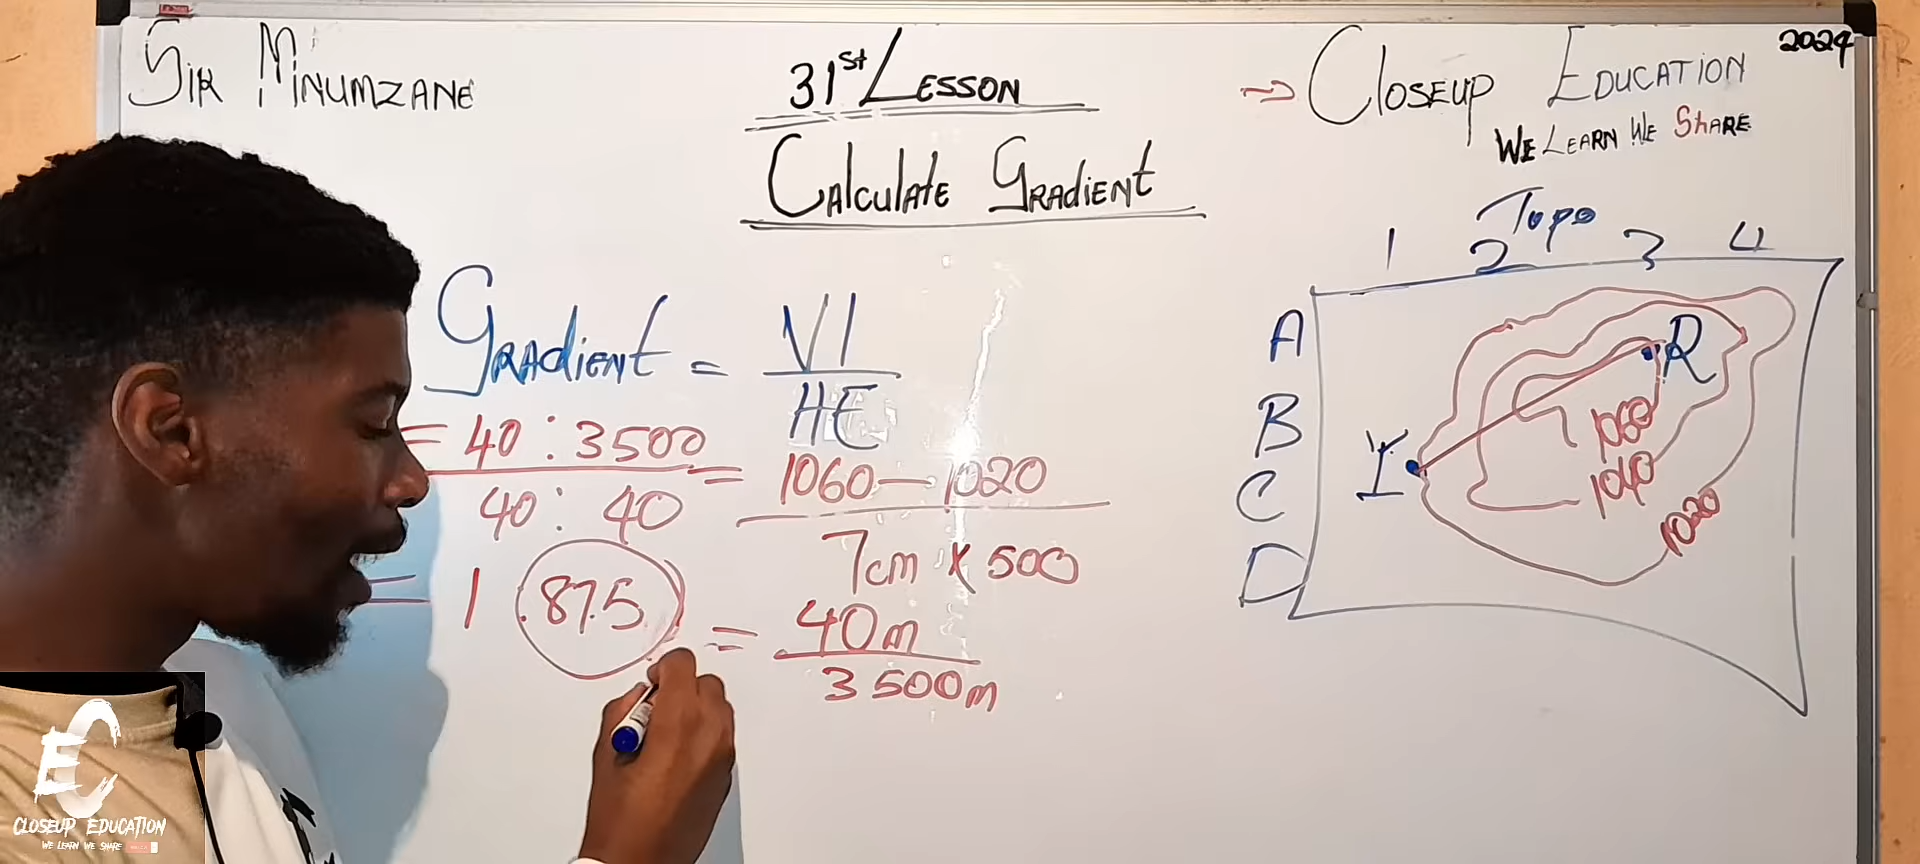 SIR MINUMZANE
31st LESSON
CALCULATE GRADIENT
→ CLOSEUP EDUCATION
2024
WE LEARN WE SHARE
GRADIENT = VI
HE
= 40 : 3500
40 : 40
= 1 : 87.5
= 1060 — 1020
7cm x 500
= 40m
3 500m
Topo
1 2 3 4
A
B
C
D
R
Y
1060
1040
1020
EC
CLOSEUP EDUCATION
WE LEARN WE SHARE